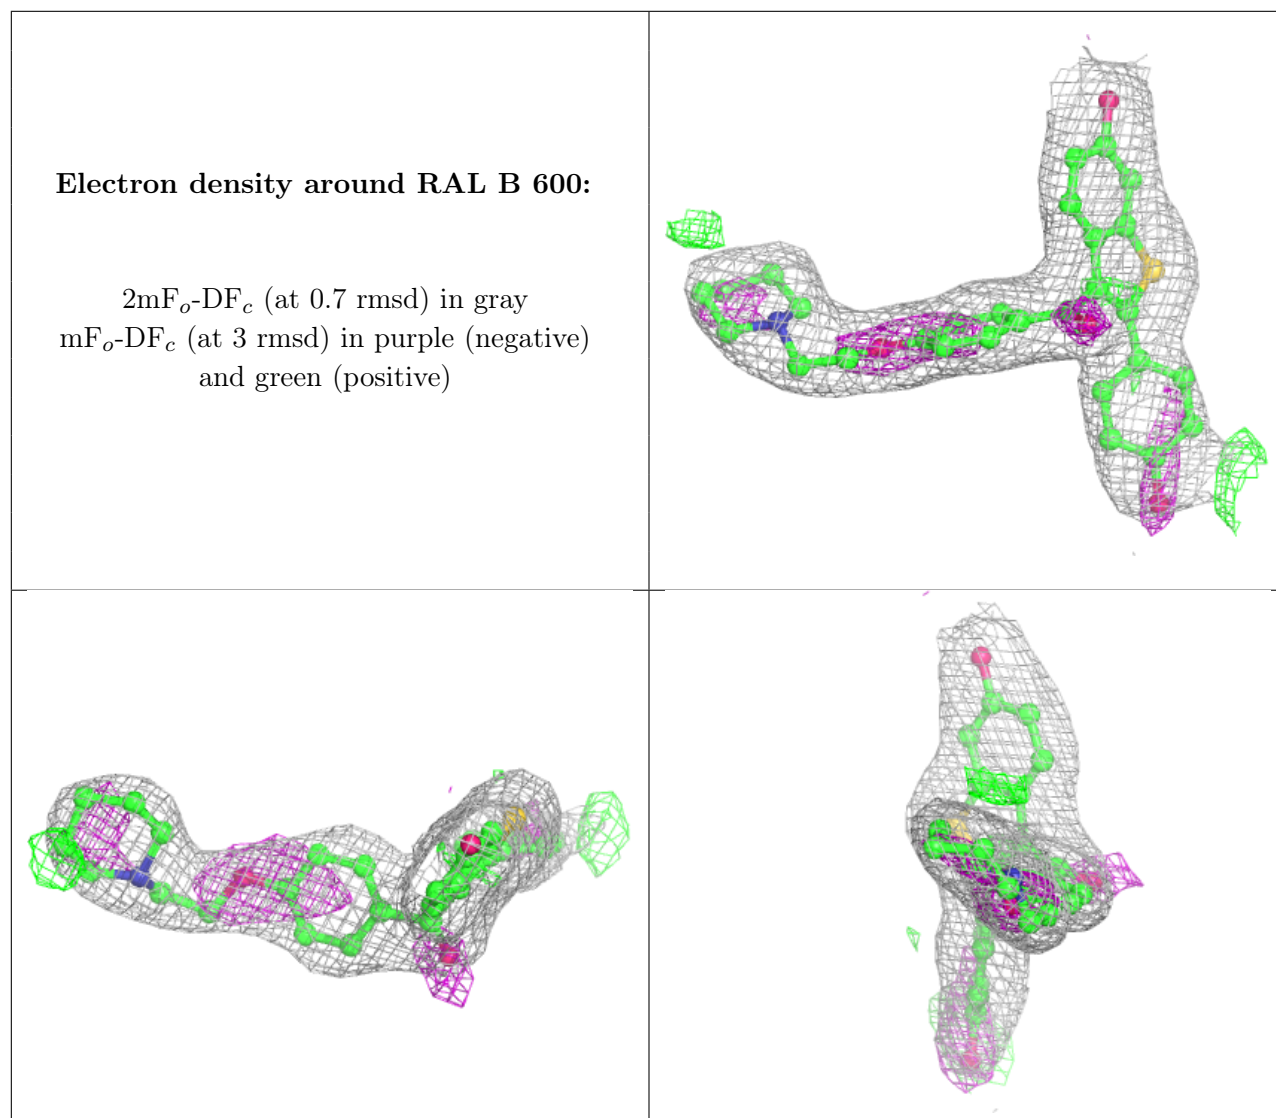 Electron density around RAL B 600:
2mFₒ-DF𝑐 (at 0.7 rmsd) in gray
mFₒ-DF𝑐 (at 3 rmsd) in purple (negative)
and green (positive)